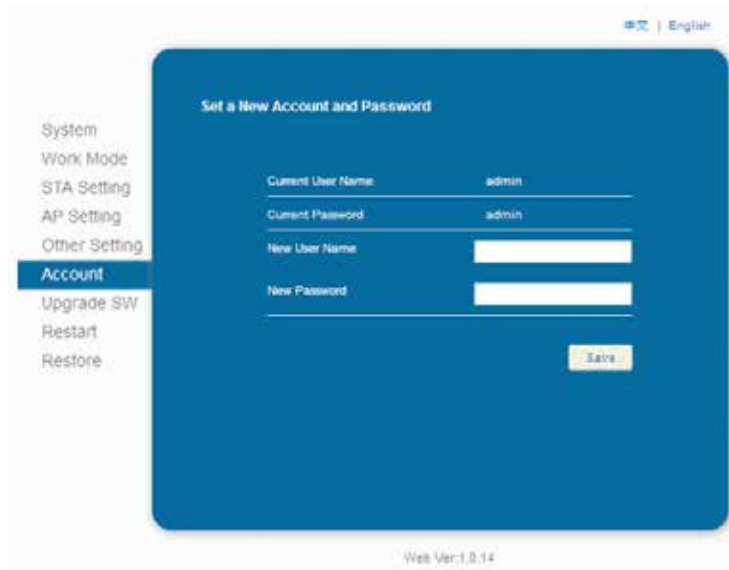 中文 | English
Set a New Account and Password
System
Work Mode
STA Setting
AP Setting
Other Setting
Account
Upgrade SW
Restart
Restore
Current User Name admin
Current Password admin
New User Name
New Password
Save
Web Ver:1.0.14